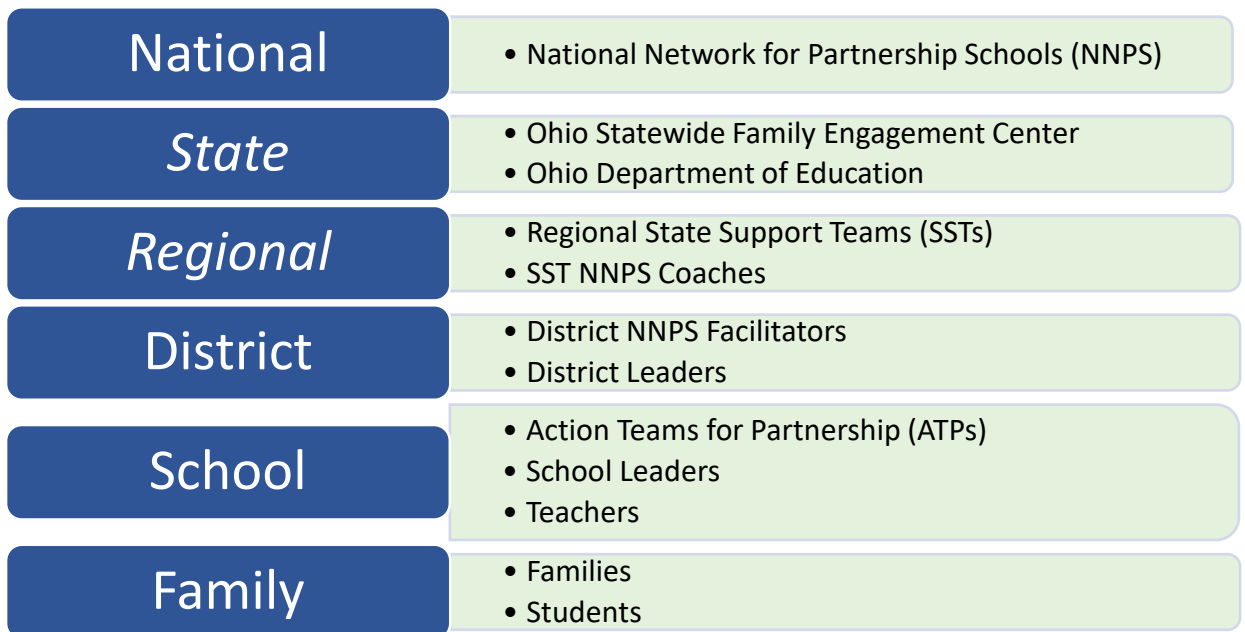 National
• National Network for Partnership Schools (NNPS)
State
• Ohio Statewide Family Engagement Center
• Ohio Department of Education
Regional
• Regional State Support Teams (SSTs)
• SST NNPS Coaches
District
• District NNPS Facilitators
• District Leaders
School
• Action Teams for Partnership (ATPs)
• School Leaders
• Teachers
Family
• Families
• Students